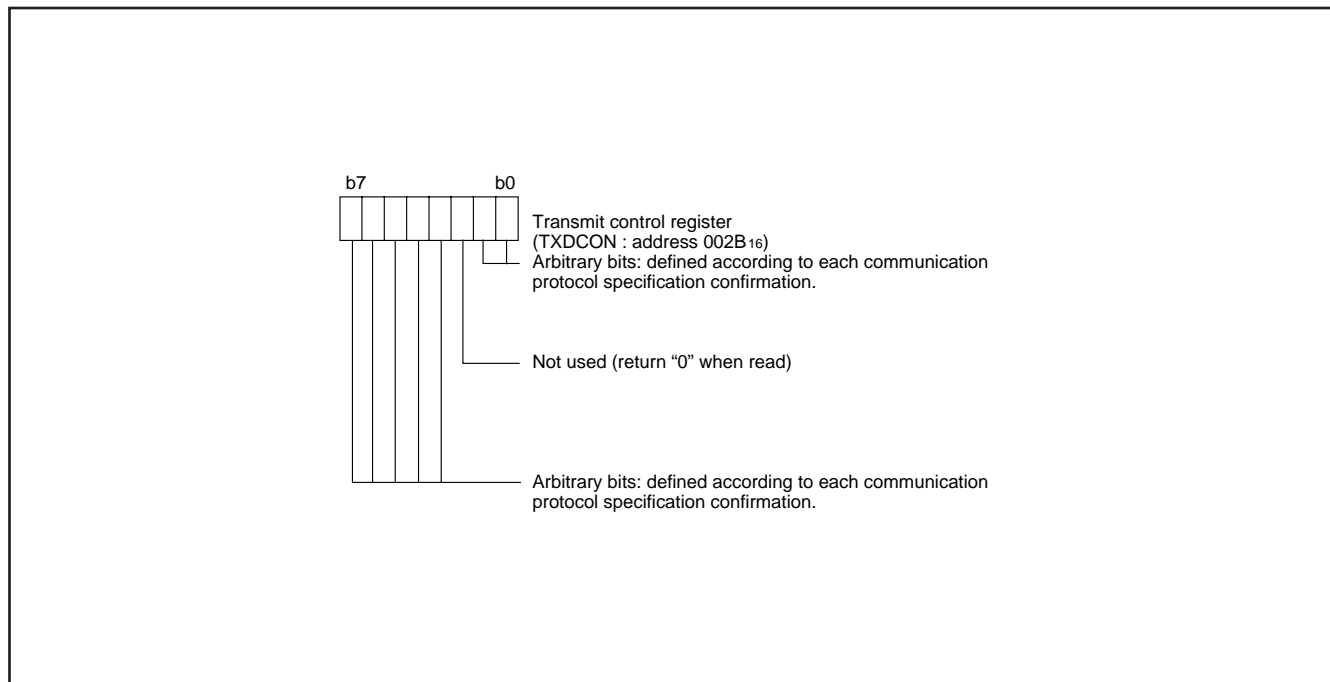 b7 b0
Transmit control register
(TXDCON : address 002B16)
Arbitrary bits: defined according to each communication
protocol specification confirmation.
Not used (return “0” when read)
Arbitrary bits: defined according to each communication
protocol specification confirmation.